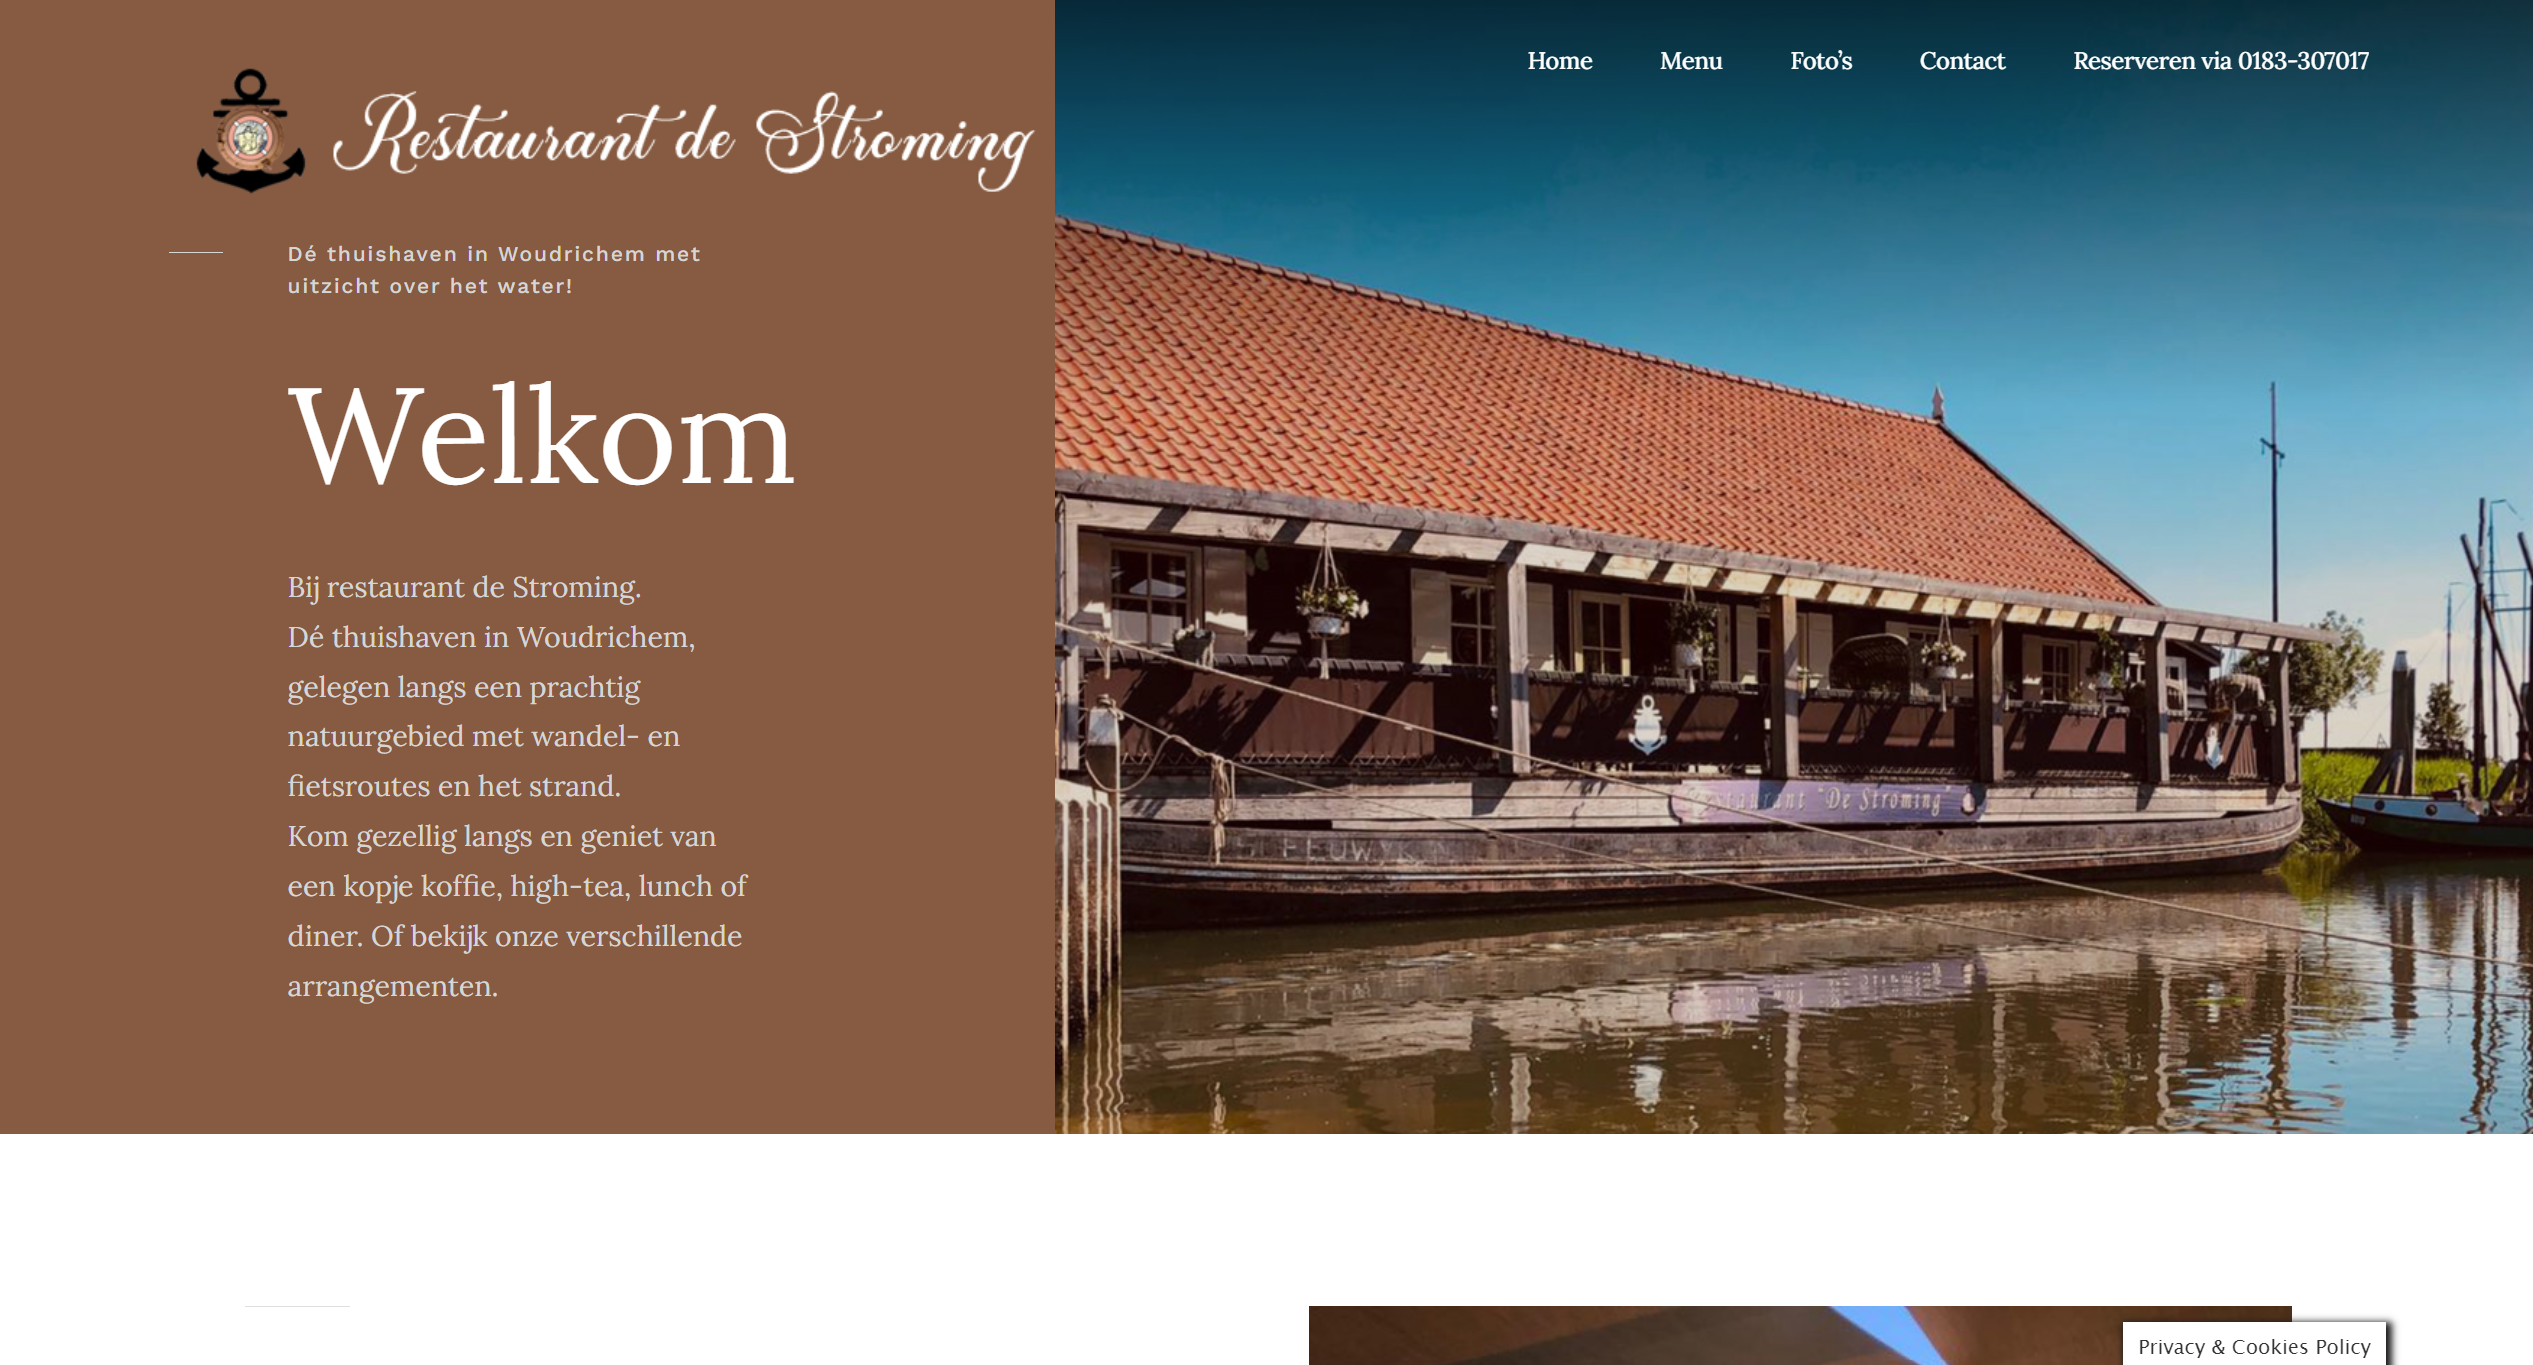 Restaurant de Stroming
Home Menu Foto's Contact Reserveren via 0183-307017
Dé thuishaven in Woudrichem met
uitzicht over het water!
Welkom
Bij restaurant de Stroming.
Dé thuishaven in Woudrichem,
gelegen langs een prachtig
natuurgebied met wandel- en
fietsroutes en het strand.
Kom gezellig langs en geniet van
een kopje koffie, high-tea, lunch of
diner. Of bekijk onze verschillende
arrangementen.
Restaurant "De Stroming"
Privacy & Cookies Policy